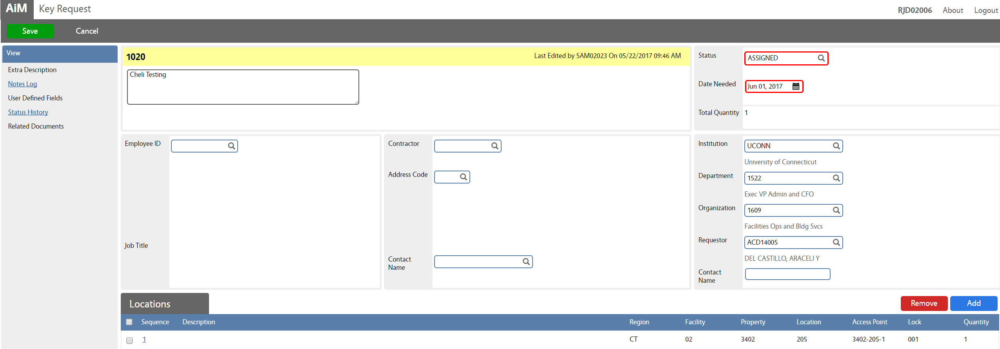 AiM Key Request
RJD02006 About Logout
Save Cancel
View
Extra Description
Notes Log
User Defined Fields
Status History
Related Documents
1020 Last Edited by SAM02023 On 05/22/2017 09:46 AM
Cheli Testing
Status ASSIGNED
Date Needed Jun 01, 2017
Total Quantity 1
Employee ID
Job Title
Contractor
Address Code
Contact
Name
Institution UCONN
University of Connecticut
Department 1522
Exec VP Admin and CFO
Organization 1609
Facilities Ops and Bldg Svcs
Requestor ACD14005
DEL CASTILLO, ARACELI Y
Contact
Name
Locations
Remove Add
Sequence Description Region Facility Property Location Access Point Lock Quantity
1 CT 02 3402 205 3402-205-1 001 1